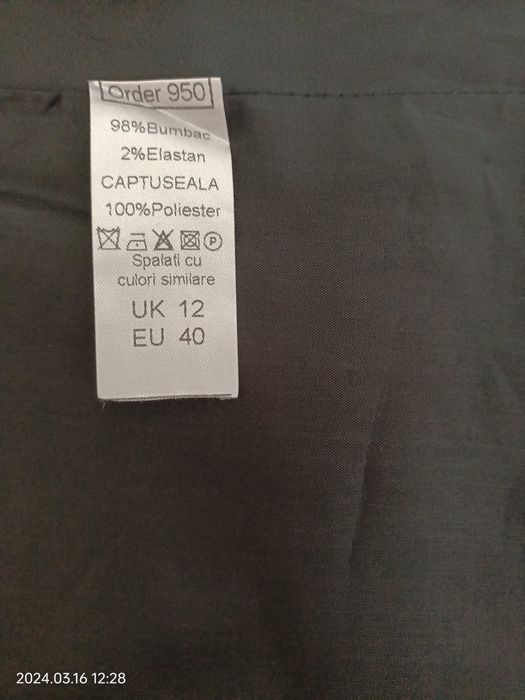 Order 950
98%Bumbac
2%Elastan
CAPTUSEALA
100%Poliester
P
Spalati cu
culori similare
UK 12
EU 40
2024.03.16 12:28